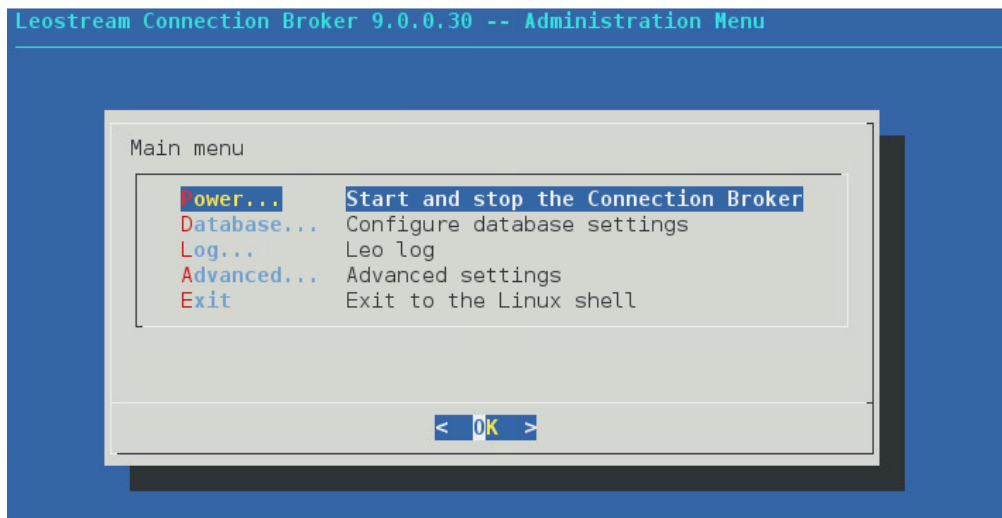 Leostream Connection Broker 9.0.0.30 -- Administration Menu
Main menu
Power... Start and stop the Connection Broker
Database... Configure database settings
Log... Leo log
Advanced... Advanced settings
Exit Exit to the Linux shell
< OK >